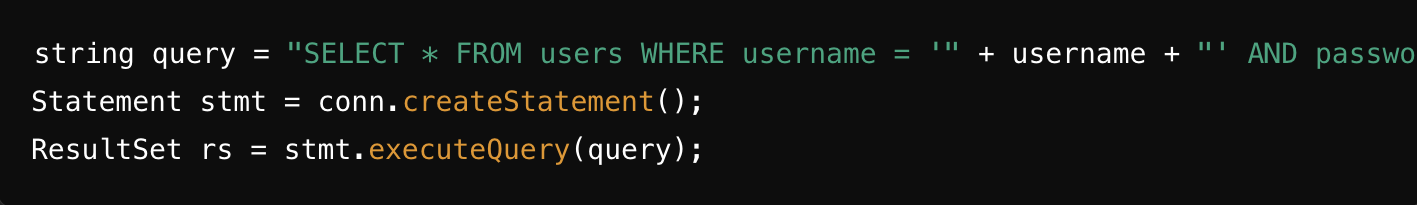 string query = "SELECT * FROM users WHERE username = '" + username + "' AND passwo
Statement stmt = conn.createStatement();
ResultSet rs = stmt.executeQuery(query);